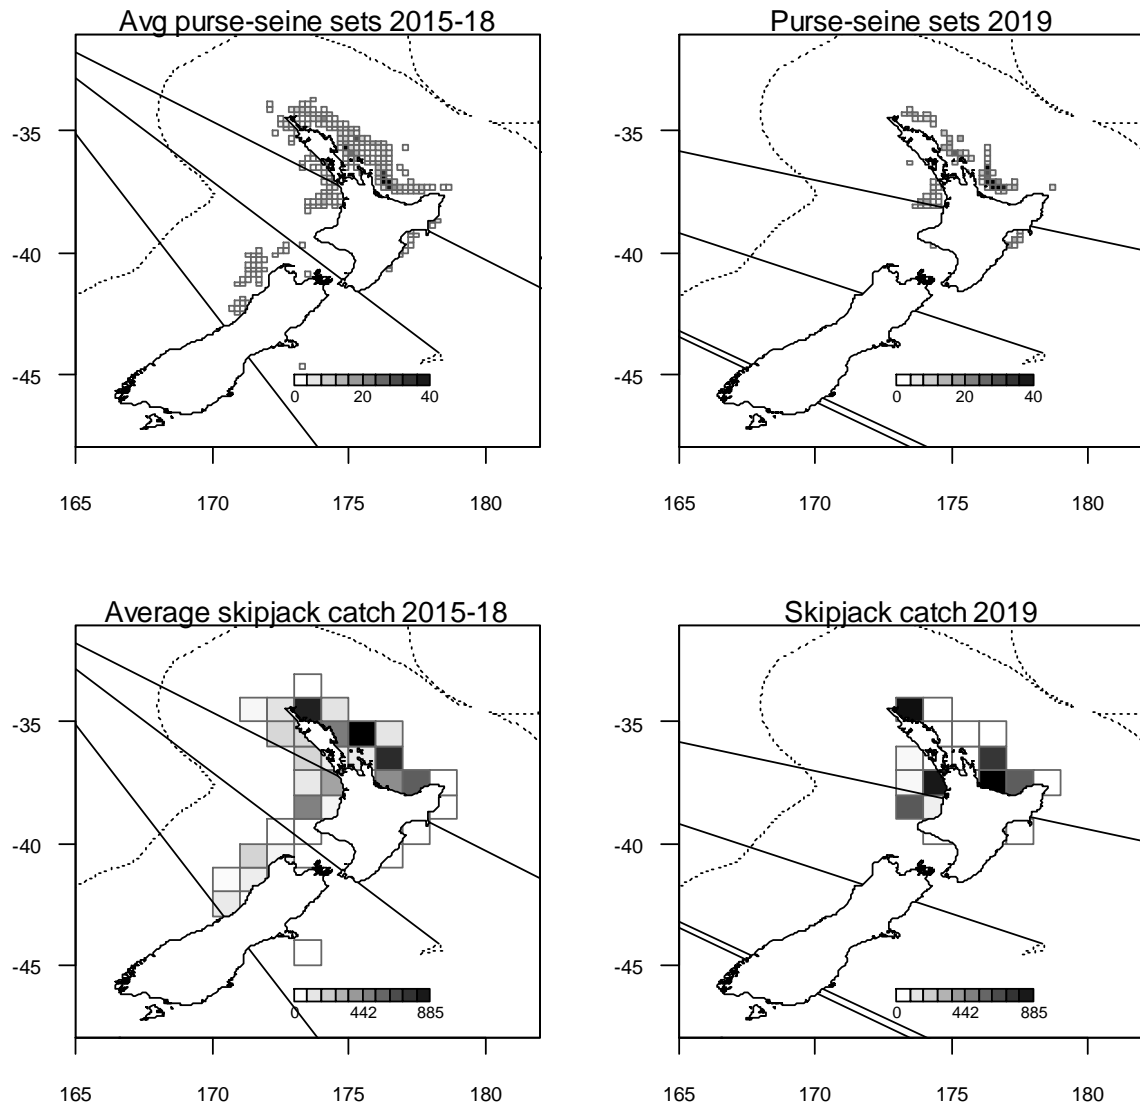 Avg purse-seine sets 2015-18
Purse-seine sets 2019
-35
-40
-45
0 20 40
165 170 175 180
-35
-40
-45
0 20 40
165 170 175 180
Average skipjack catch 2015-18
Skipjack catch 2019
-35
-40
-45
0 442 885
165 170 175 180
-35
-40
-45
0 442 885
165 170 175 180